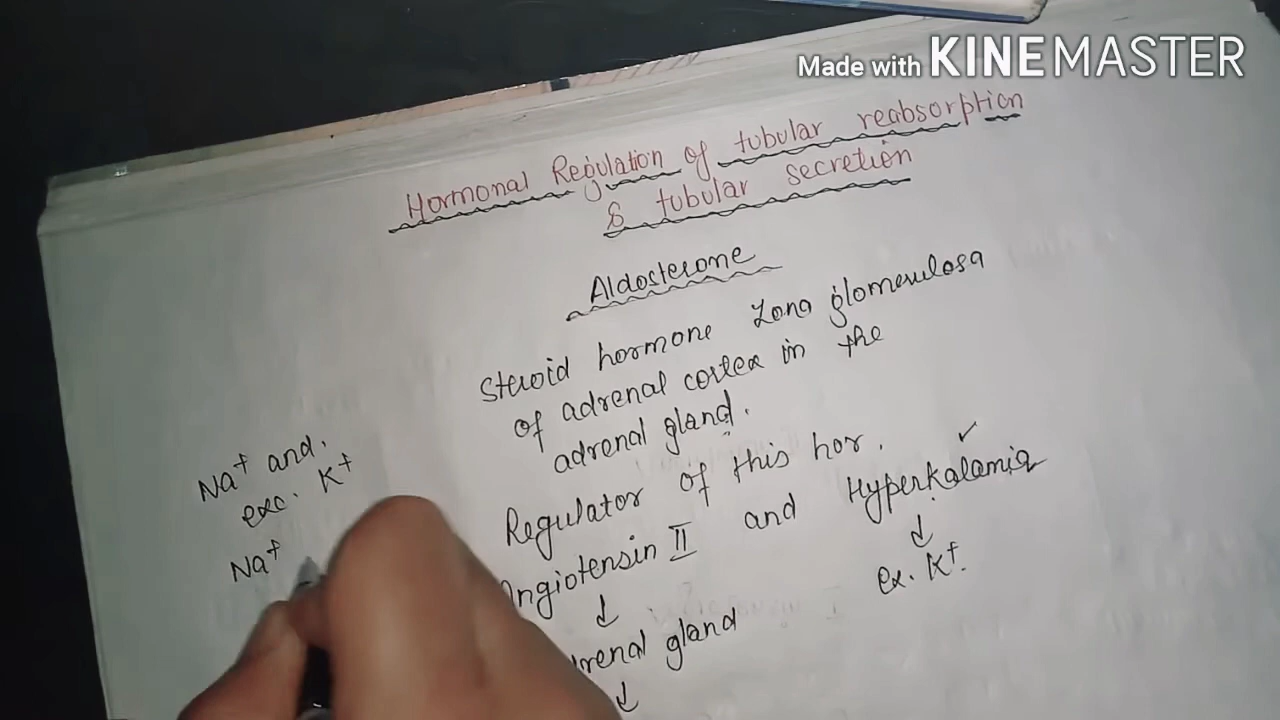 Made with KINEMASTER
Hormonal Regulation of tubular reabsorption
& tubular secretion
Aldosterone
Steroid hormone Zona glomerulosa
of adrenal cortex in the
adrenal gland.
Regulator of this hor.
Angiotensin II and Hyperkalamia ✓
↓ ↓
adrenal gland ex. K+.
↓
Na+ and.
exc. K+
Na+